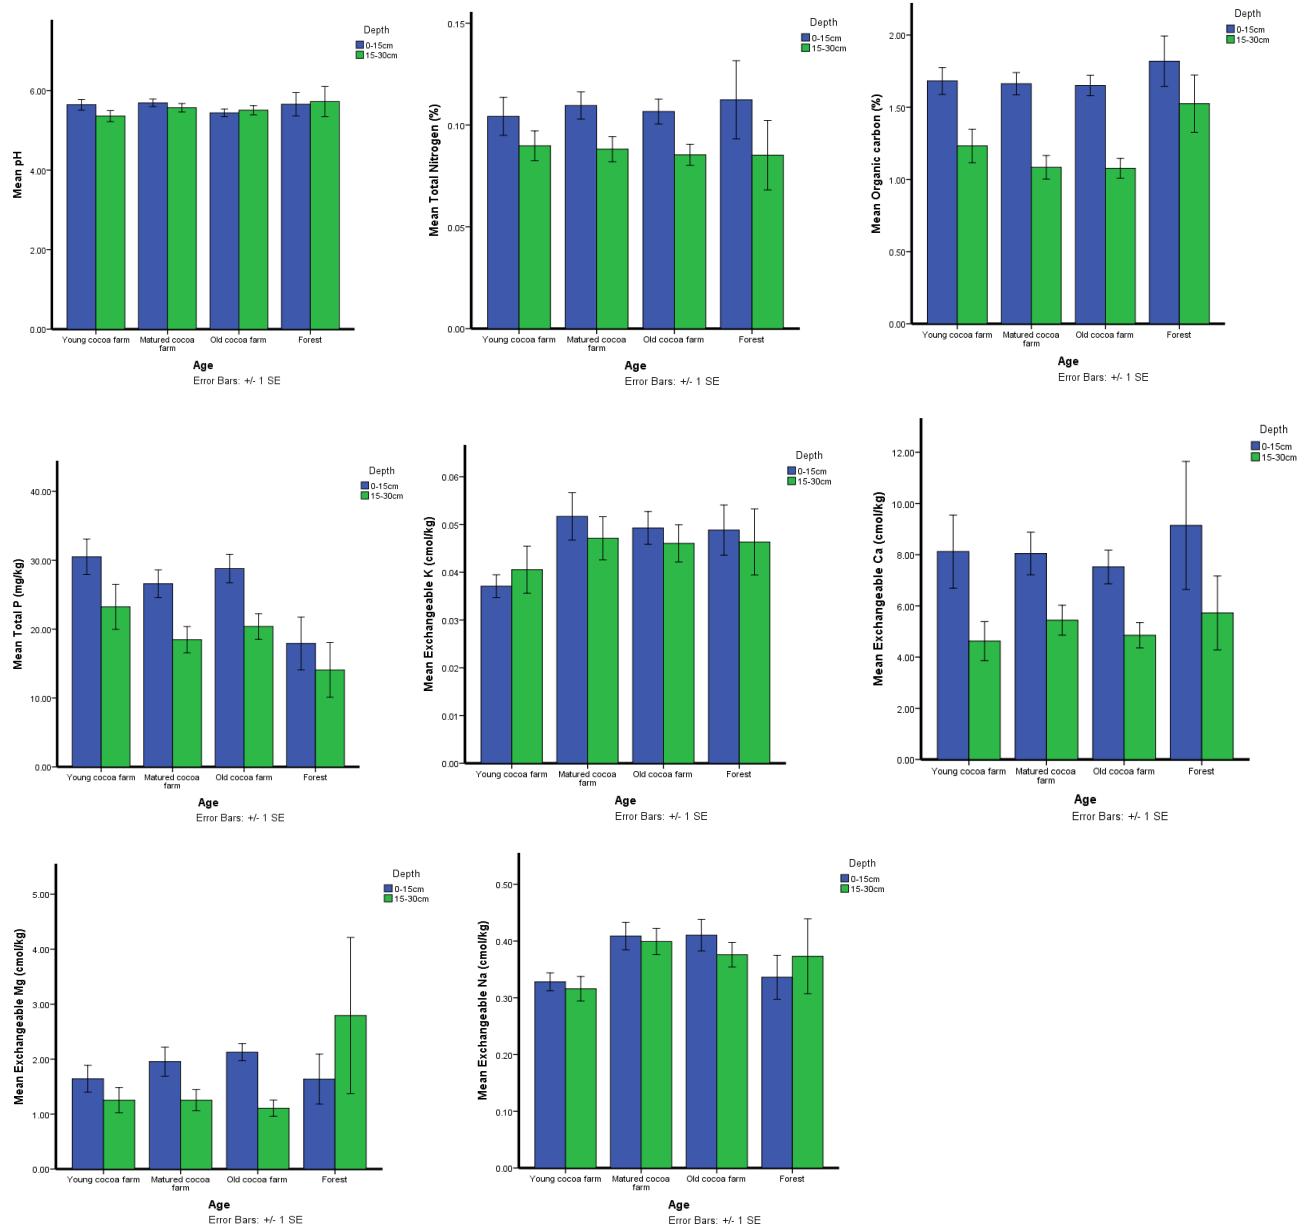 Depth
0-15cm
15-30cm
Mean pH
6.00
4.00
2.00
0.00
Young cocoa farm
Matured cocoa
farm
Old cocoa farm
Forest
Age
Error Bars: +/- 1 SE
Depth
0-15cm
15-30cm
Mean Total Nitrogen (%)
0.15
0.10
0.05
0.00
Young cocoa farm
Matured cocoa
farm
Old cocoa farm
Forest
Age
Error Bars: +/- 1 SE
Depth
0-15cm
15-30cm
Mean Organic carbon (%)
2.00
1.50
1.00
0.50
0.00
Young cocoa farm
Matured cocoa
farm
Old cocoa farm
Forest
Age
Error Bars: +/- 1 SE
Depth
0-15cm
15-30cm
Mean Total P (mg/kg)
40.00
30.00
20.00
10.00
0.00
Young cocoa farm
Matured cocoa
farm
Old cocoa farm
Forest
Age
Error Bars: +/- 1 SE
Depth
0-15cm
15-30cm
Mean Exchangeable K (cmol/kg)
0.06
0.05
0.04
0.03
0.02
0.01
0.00
Young cocoa farm
Matured cocoa
farm
Old cocoa farm
Forest
Age
Error Bars: +/- 1 SE
Depth
0-15cm
15-30cm
Mean Exchangeable Ca (cmol/kg)
12.00
10.00
8.00
6.00
4.00
2.00
0.00
Young cocoa farm
Matured cocoa
farm
Old cocoa farm
Forest
Age
Error Bars: +/- 1 SE
Depth
0-15cm
15-30cm
Mean Exchangeable Mg (cmol/kg)
5.00
4.00
3.00
2.00
1.00
0.00
Young cocoa farm
Matured cocoa
farm
Old cocoa farm
Forest
Age
Error Bars: +/- 1 SE
Depth
0-15cm
15-30cm
Mean Exchangeable Na (cmol/kg)
0.50
0.40
0.30
0.20
0.10
0.00
Young cocoa farm
Matured cocoa
farm
Old cocoa farm
Forest
Age
Error Bars: +/- 1 SE